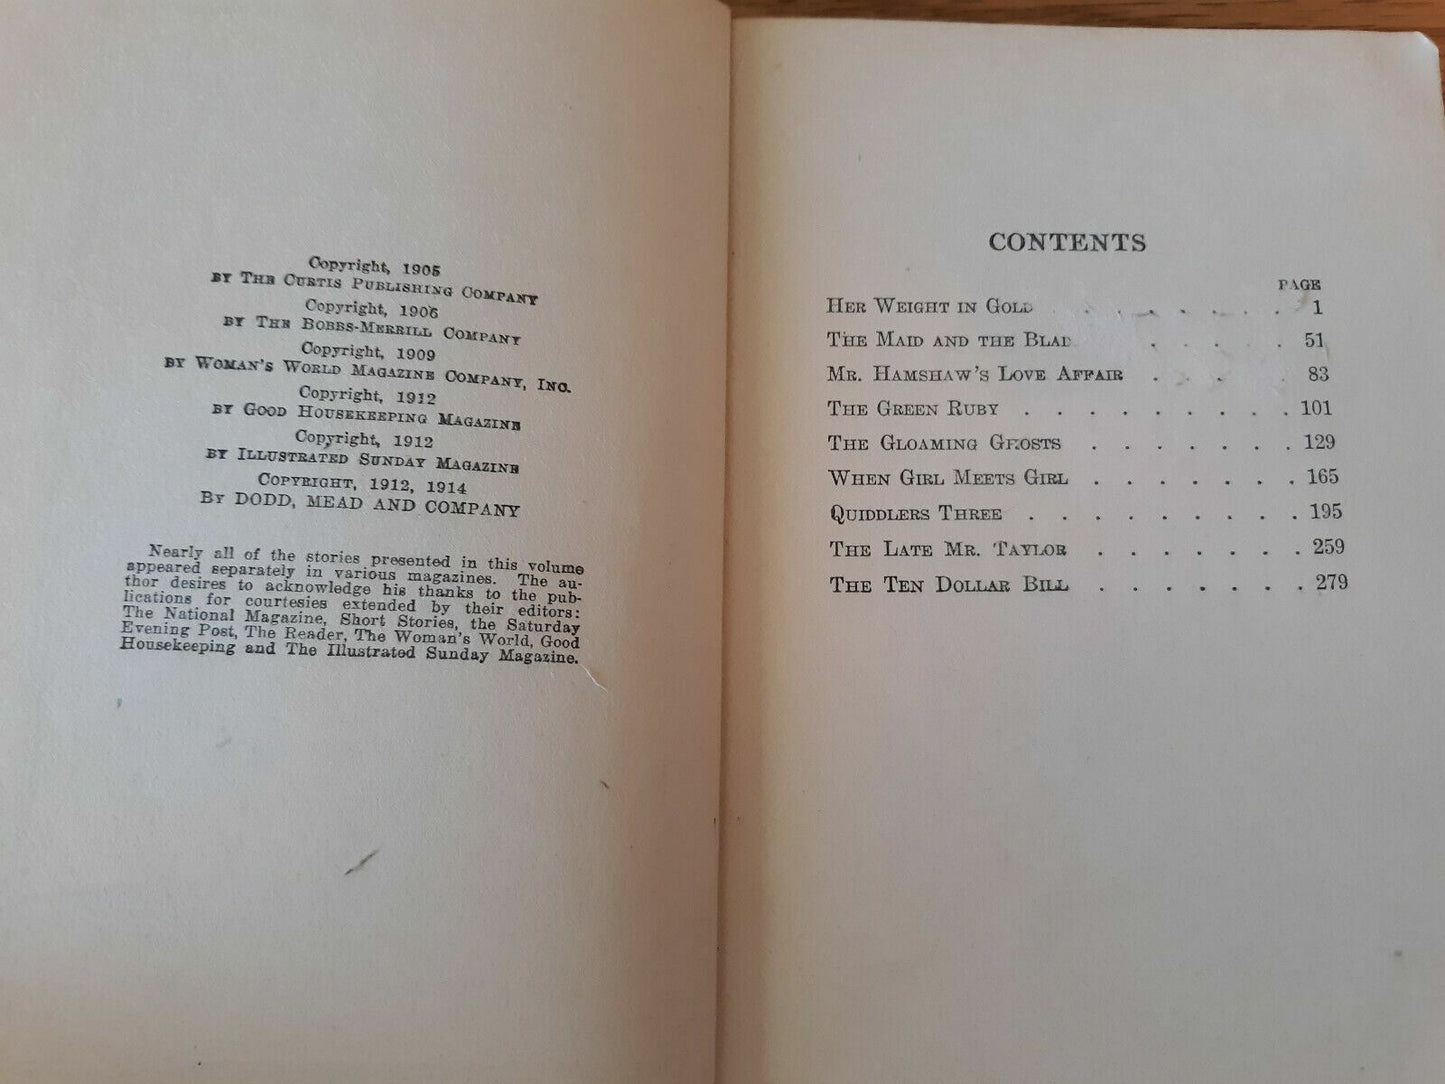 Copyright, 1905
BY THE CURTIS PUBLISHING COMPANY
Copyright, 1906
BY THE BOBBS-MERRILL COMPANY
Copyright, 1909
BY WOMAN'S WORLD MAGAZINE COMPANY, INC.
Copyright, 1912
BY GOOD HOUSEKEEPING MAGAZINE
Copyright, 1912
BY ILLUSTRATED SUNDAY MAGAZINE
COPYRIGHT, 1912, 1914
BY DODD, MEAD AND COMPANY
Nearly all of the stories presented in this volume
appeared separately in various magazines. The au-
thor desires to acknowledge his thanks to the pub-
lications for courtesies extended by their editors:
The National Magazine, Short Stories, the Saturday
Evening Post, The Reader, The Woman's World, Good
Housekeeping and The Illustrated Sunday Magazine.
CONTENTS
PAGE
HER WEIGHT IN GOLD . . . . . . . 1
THE MAID AND THE BLAD . . . . 51
MR. HAMSHAW'S LOVE AFFAIR . . . . 83
THE GREEN RUBY . . . . . . . . . 101
THE GLOAMING GHOSTS . . . . . . . 129
WHEN GIRL MEETS GIRL . . . . . . . 165
QUIDDLERS THREE . . . . . . . . . 195
THE LATE MR. TAYLOR . . . . . . . 259
THE TEN DOLLAR BILL . . . . . . . 279